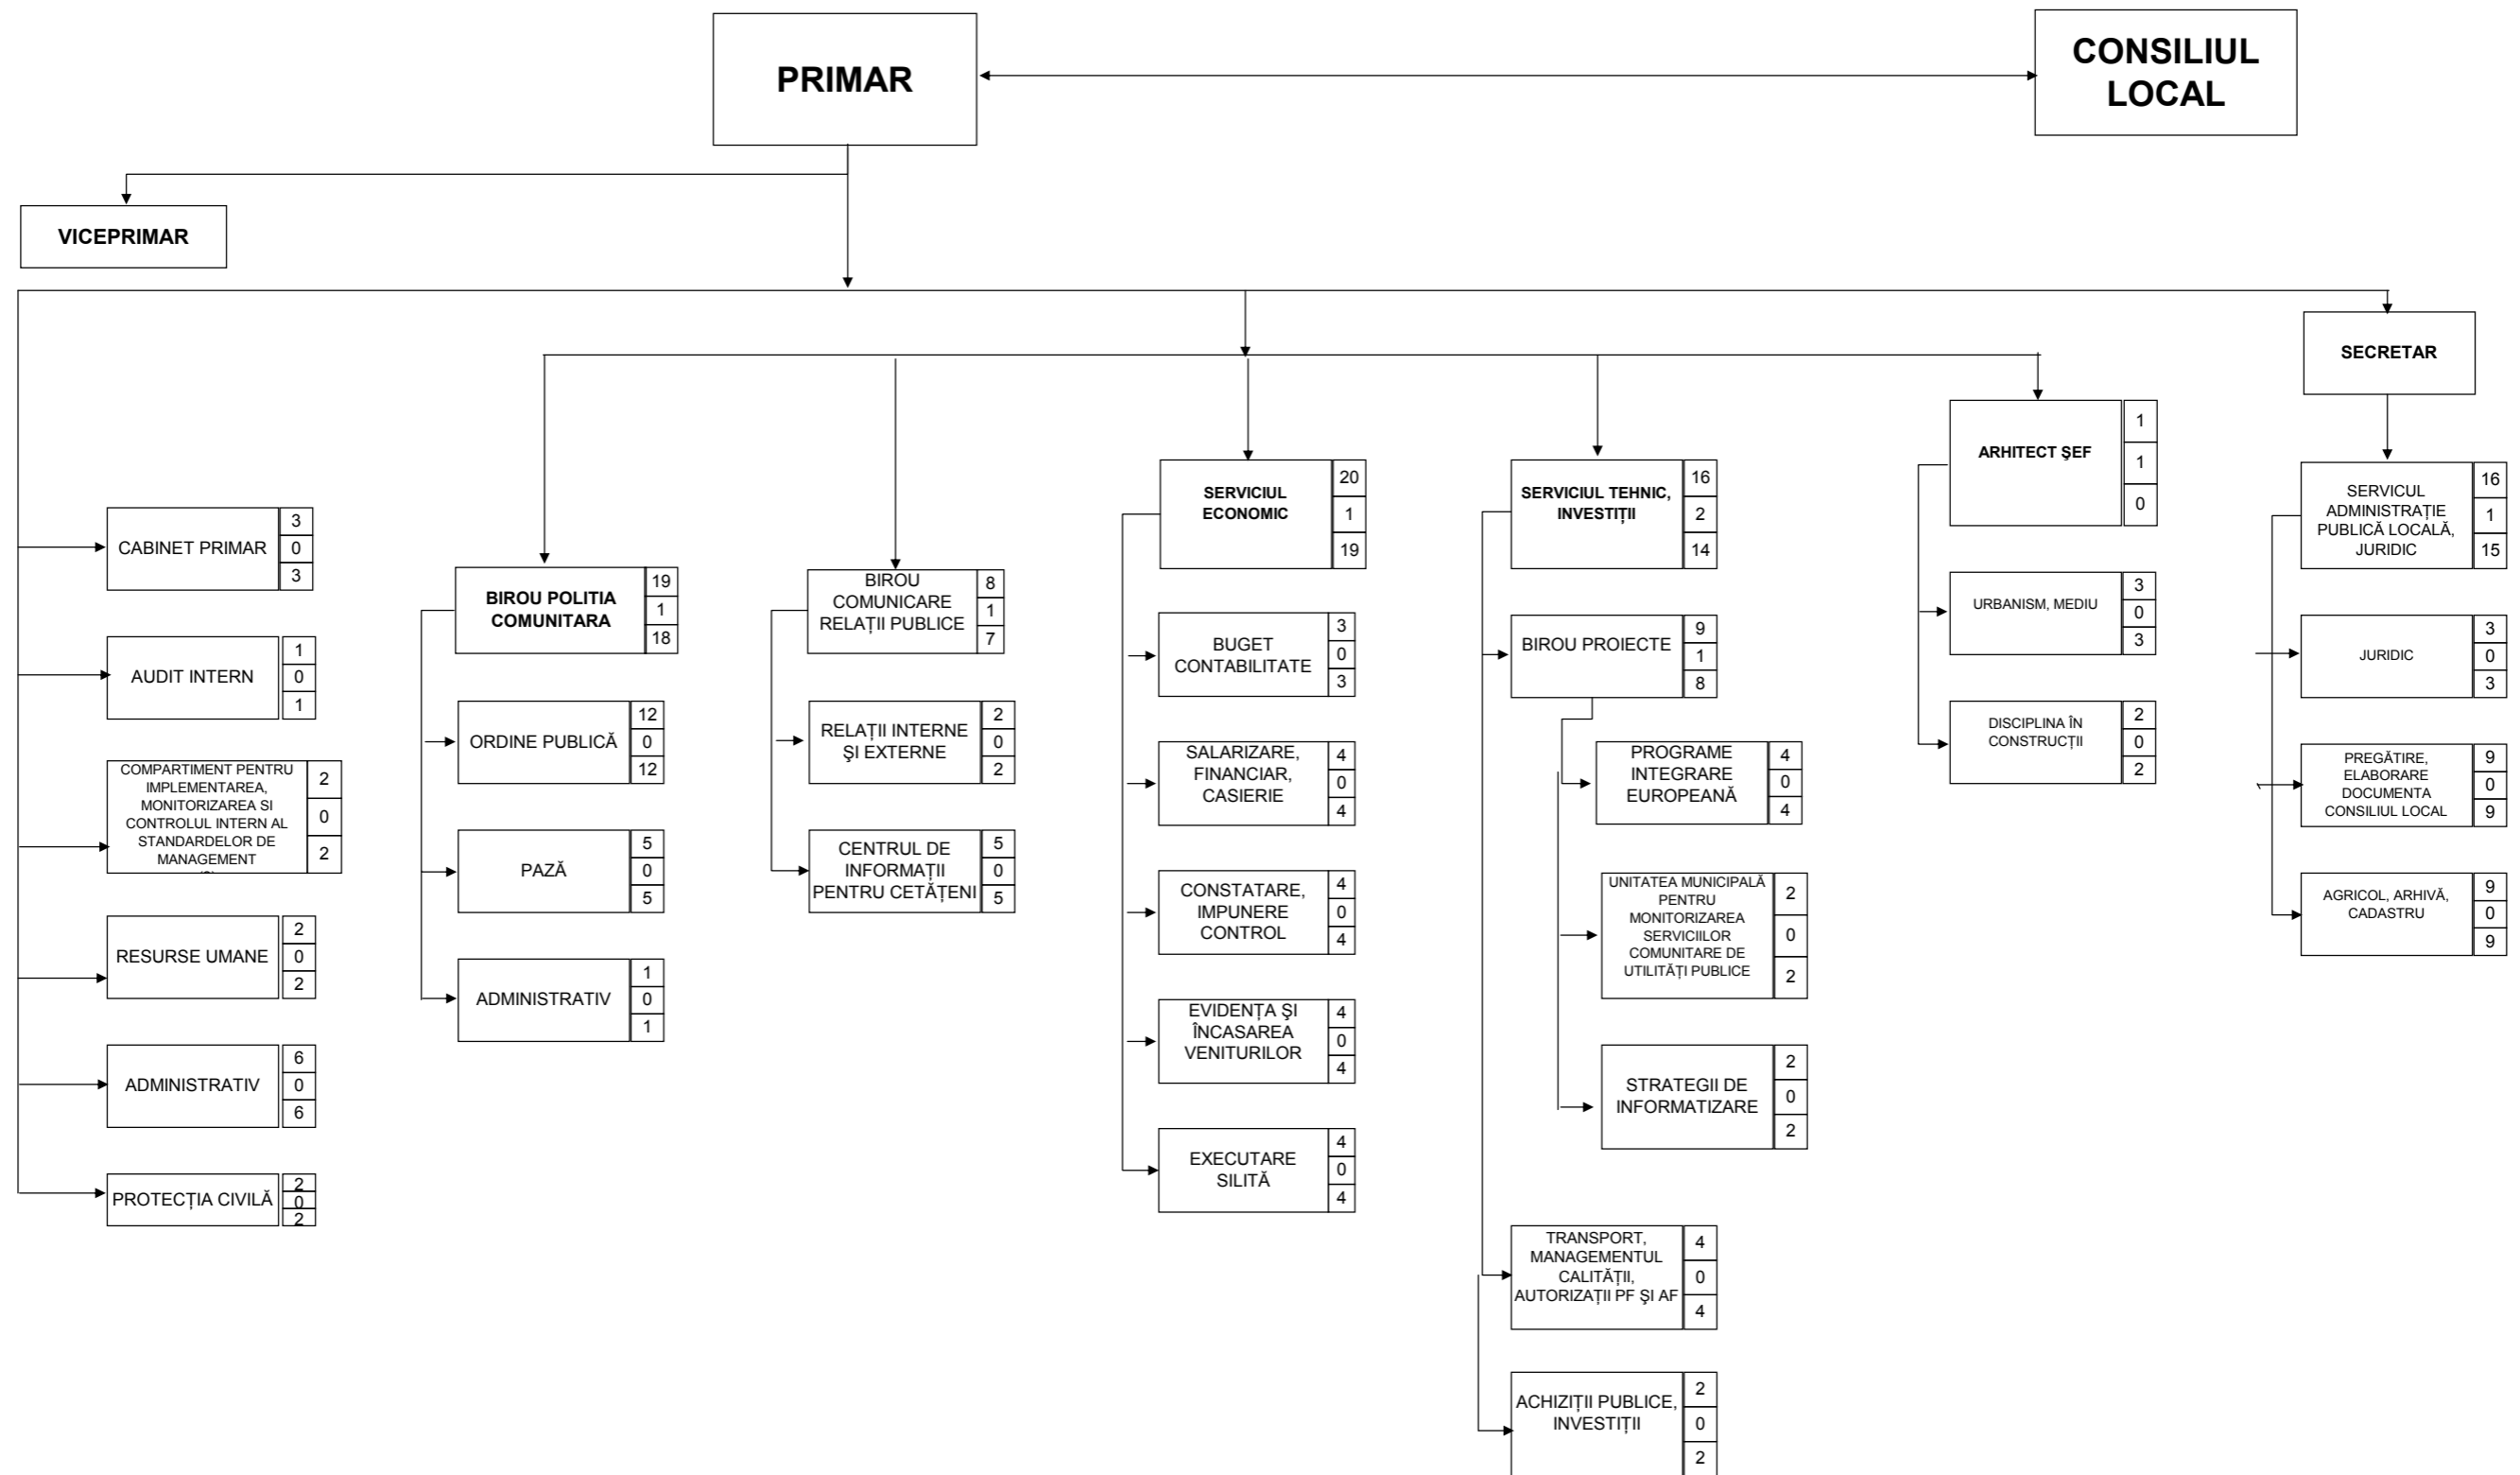 PRIMAR
CONSILIUL
LOCAL
VICEPRIMAR
SECRETAR
CABINET PRIMAR
3
0
3
AUDIT INTERN
1
0
1
COMPARTIMENT PENTRU
IMPLEMENTAREA,
MONITORIZAREA SI
CONTROLUL INTERN AL
STANDARDELOR DE
MANAGEMENT
2
0
2
RESURSE UMANE
2
0
2
ADMINISTRATIV
6
0
6
PROTECȚIA CIVILĂ
2
0
2
BIROU POLITIA
COMUNITARA
19
1
18
ORDINE PUBLICĂ
12
0
12
PAZĂ
5
0
5
ADMINISTRATIV
1
0
1
BIROU
COMUNICARE
RELAȚII PUBLICE
8
1
7
RELAȚII INTERNE
ŞI EXTERNE
2
0
2
CENTRUL DE
INFORMAȚII
PENTRU CETĂȚENI
5
0
5
SERVICIUL
ECONOMIC
20
1
19
BUGET
CONTABILITATE
3
0
3
SALARIZARE,
FINANCIAR,
CASIERIE
4
0
4
CONSTATARE,
IMPUNERE
CONTROL
4
0
4
EVIDENȚA ŞI
ÎNCASAREA
VENITURILOR
4
0
4
EXECUTARE
SILITĂ
4
0
4
SERVICIUL TEHNIC,
INVESTIȚII
16
2
14
BIROU PROIECTE
9
1
8
PROGRAME
INTEGRARE
EUROPEANĂ
4
0
4
UNITATEA MUNICIPALĂ
PENTRU
MONITORIZAREA
SERVICIILOR
COMUNITARE DE
UTILITĂȚI PUBLICE
2
0
2
STRATEGII DE
INFORMATIZARE
2
0
2
TRANSPORT,
MANAGEMENTUL
CALITĂȚII,
AUTORIZAȚII PF ŞI AF
4
0
4
ACHIZIȚII PUBLICE,
INVESTIȚII
2
0
2
ARHITECT ŞEF
1
1
0
URBANISM, MEDIU
3
0
3
DISCIPLINA ÎN
CONSTRUCȚII
2
0
2
SERVICUL
ADMINISTRAȚIE
PUBLICĂ LOCALĂ,
JURIDIC
16
1
15
JURIDIC
3
0
3
PREGĂTIRE,
ELABORARE
DOCUMENTA
CONSILIUL LOCAL
9
0
9
AGRICOL, ARHIVĂ,
CADASTRU
9
0
9